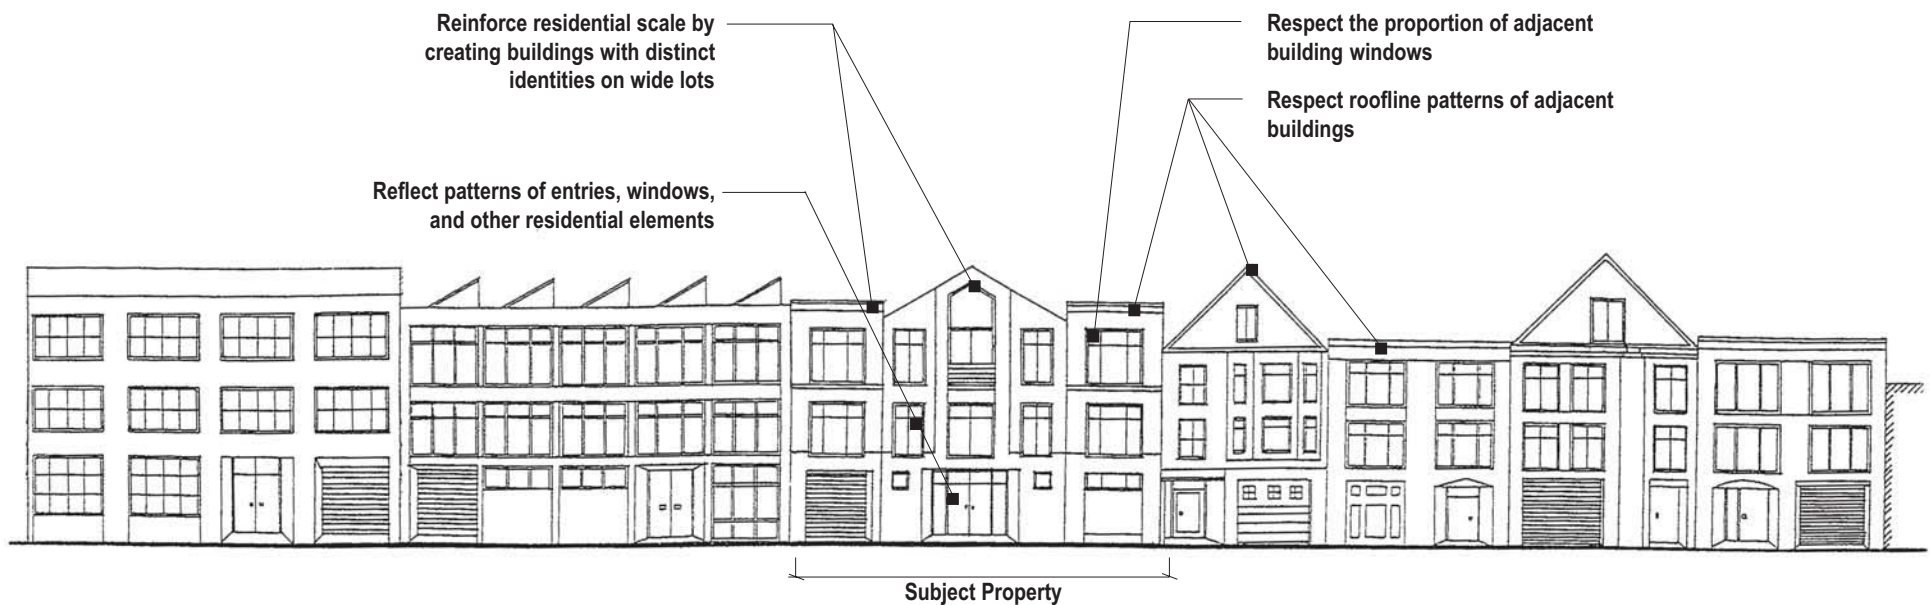 Reinforce residential scale by
creating buildings with distinct
identities on wide lots
Respect the proportion of adjacent
building windows
Respect roofline patterns of adjacent
buildings
Reflect patterns of entries, windows,
and other residential elements
Subject Property